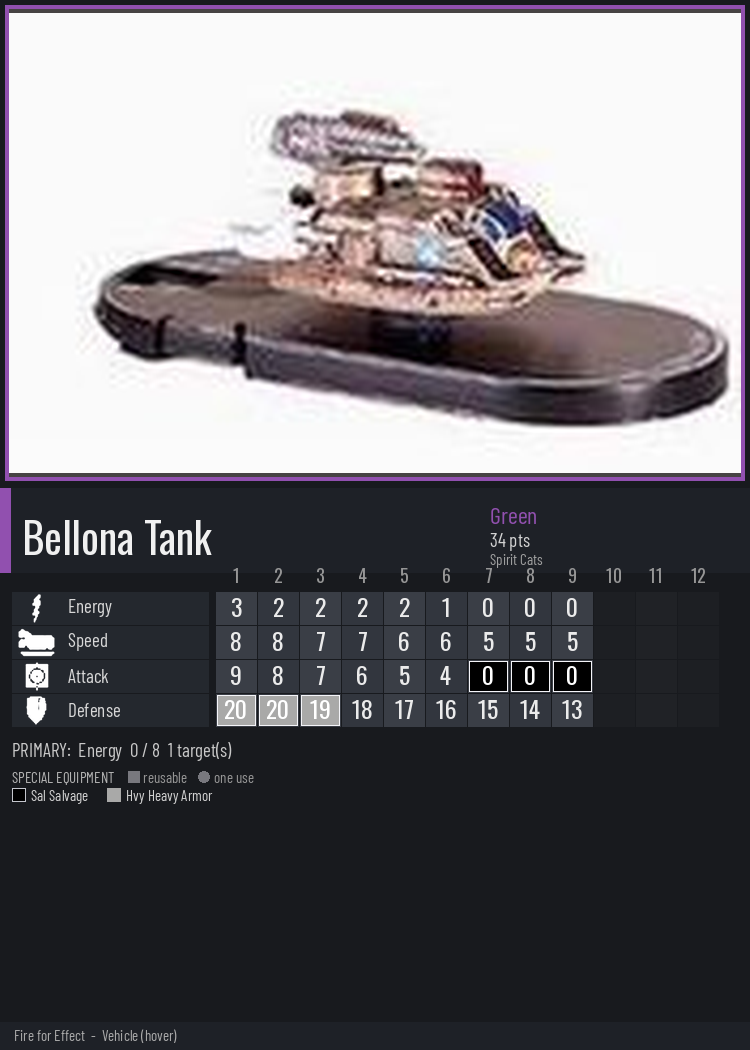 Bellona Tank
Green
34 pts
Spirit Cats
1 2 3 4 5 6 7 8 9 10 11 12
Energy 3 2 2 2 2 1 0 0 0
Speed 8 8 7 7 6 6 5 5 5
Attack 9 8 7 6 5 4 0 0 0
Defense 20 20 19 18 17 16 15 14 13
PRIMARY: Energy 0 / 8 1 target(s)
SPECIAL EQUIPMENT reusable one use
Sal Salvage Hvy Heavy Armor
Fire for Effect - Vehicle (hover)